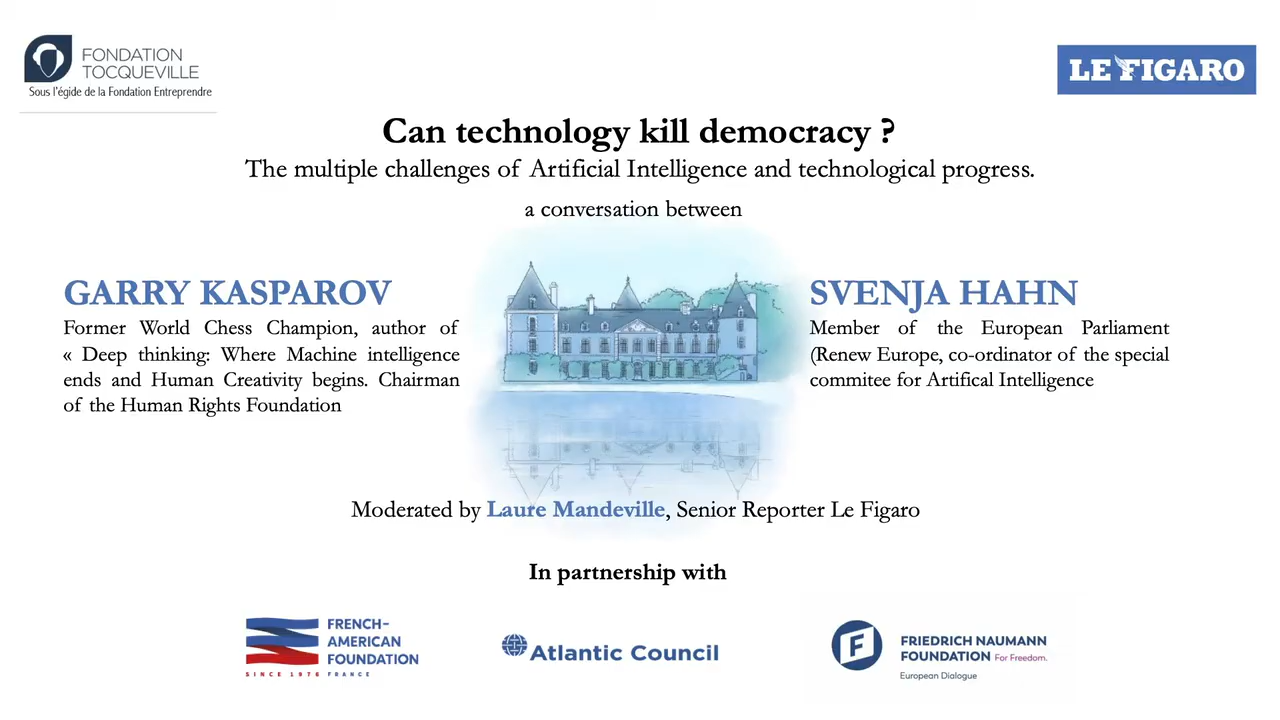 FONDATION
TOCQUEVILLE
Sous l'égide de la Fondation Entreprendre
LE FIGARO
Can technology kill democracy ?
The multiple challenges of Artificial Intelligence and technological progress.
a conversation between
GARRY KASPAROV
Former World Chess Champion, author of
« Deep thinking: Where Machine intelligence
ends and Human Creativity begins. Chairman
of the Human Rights Foundation
SVENJA HAHN
Member of the European Parliament
(Renew Europe, co-ordinator of the special
commitee for Artifical Intelligence
Moderated by Laure Mandeville, Senior Reporter Le Figaro
In partnership with
FRENCH-
AMERICAN
FOUNDATION
SINCE 1976 FRANCE
Atlantic Council
F
FRIEDRICH NAUMANN
FOUNDATION For Freedom.
European Dialogue